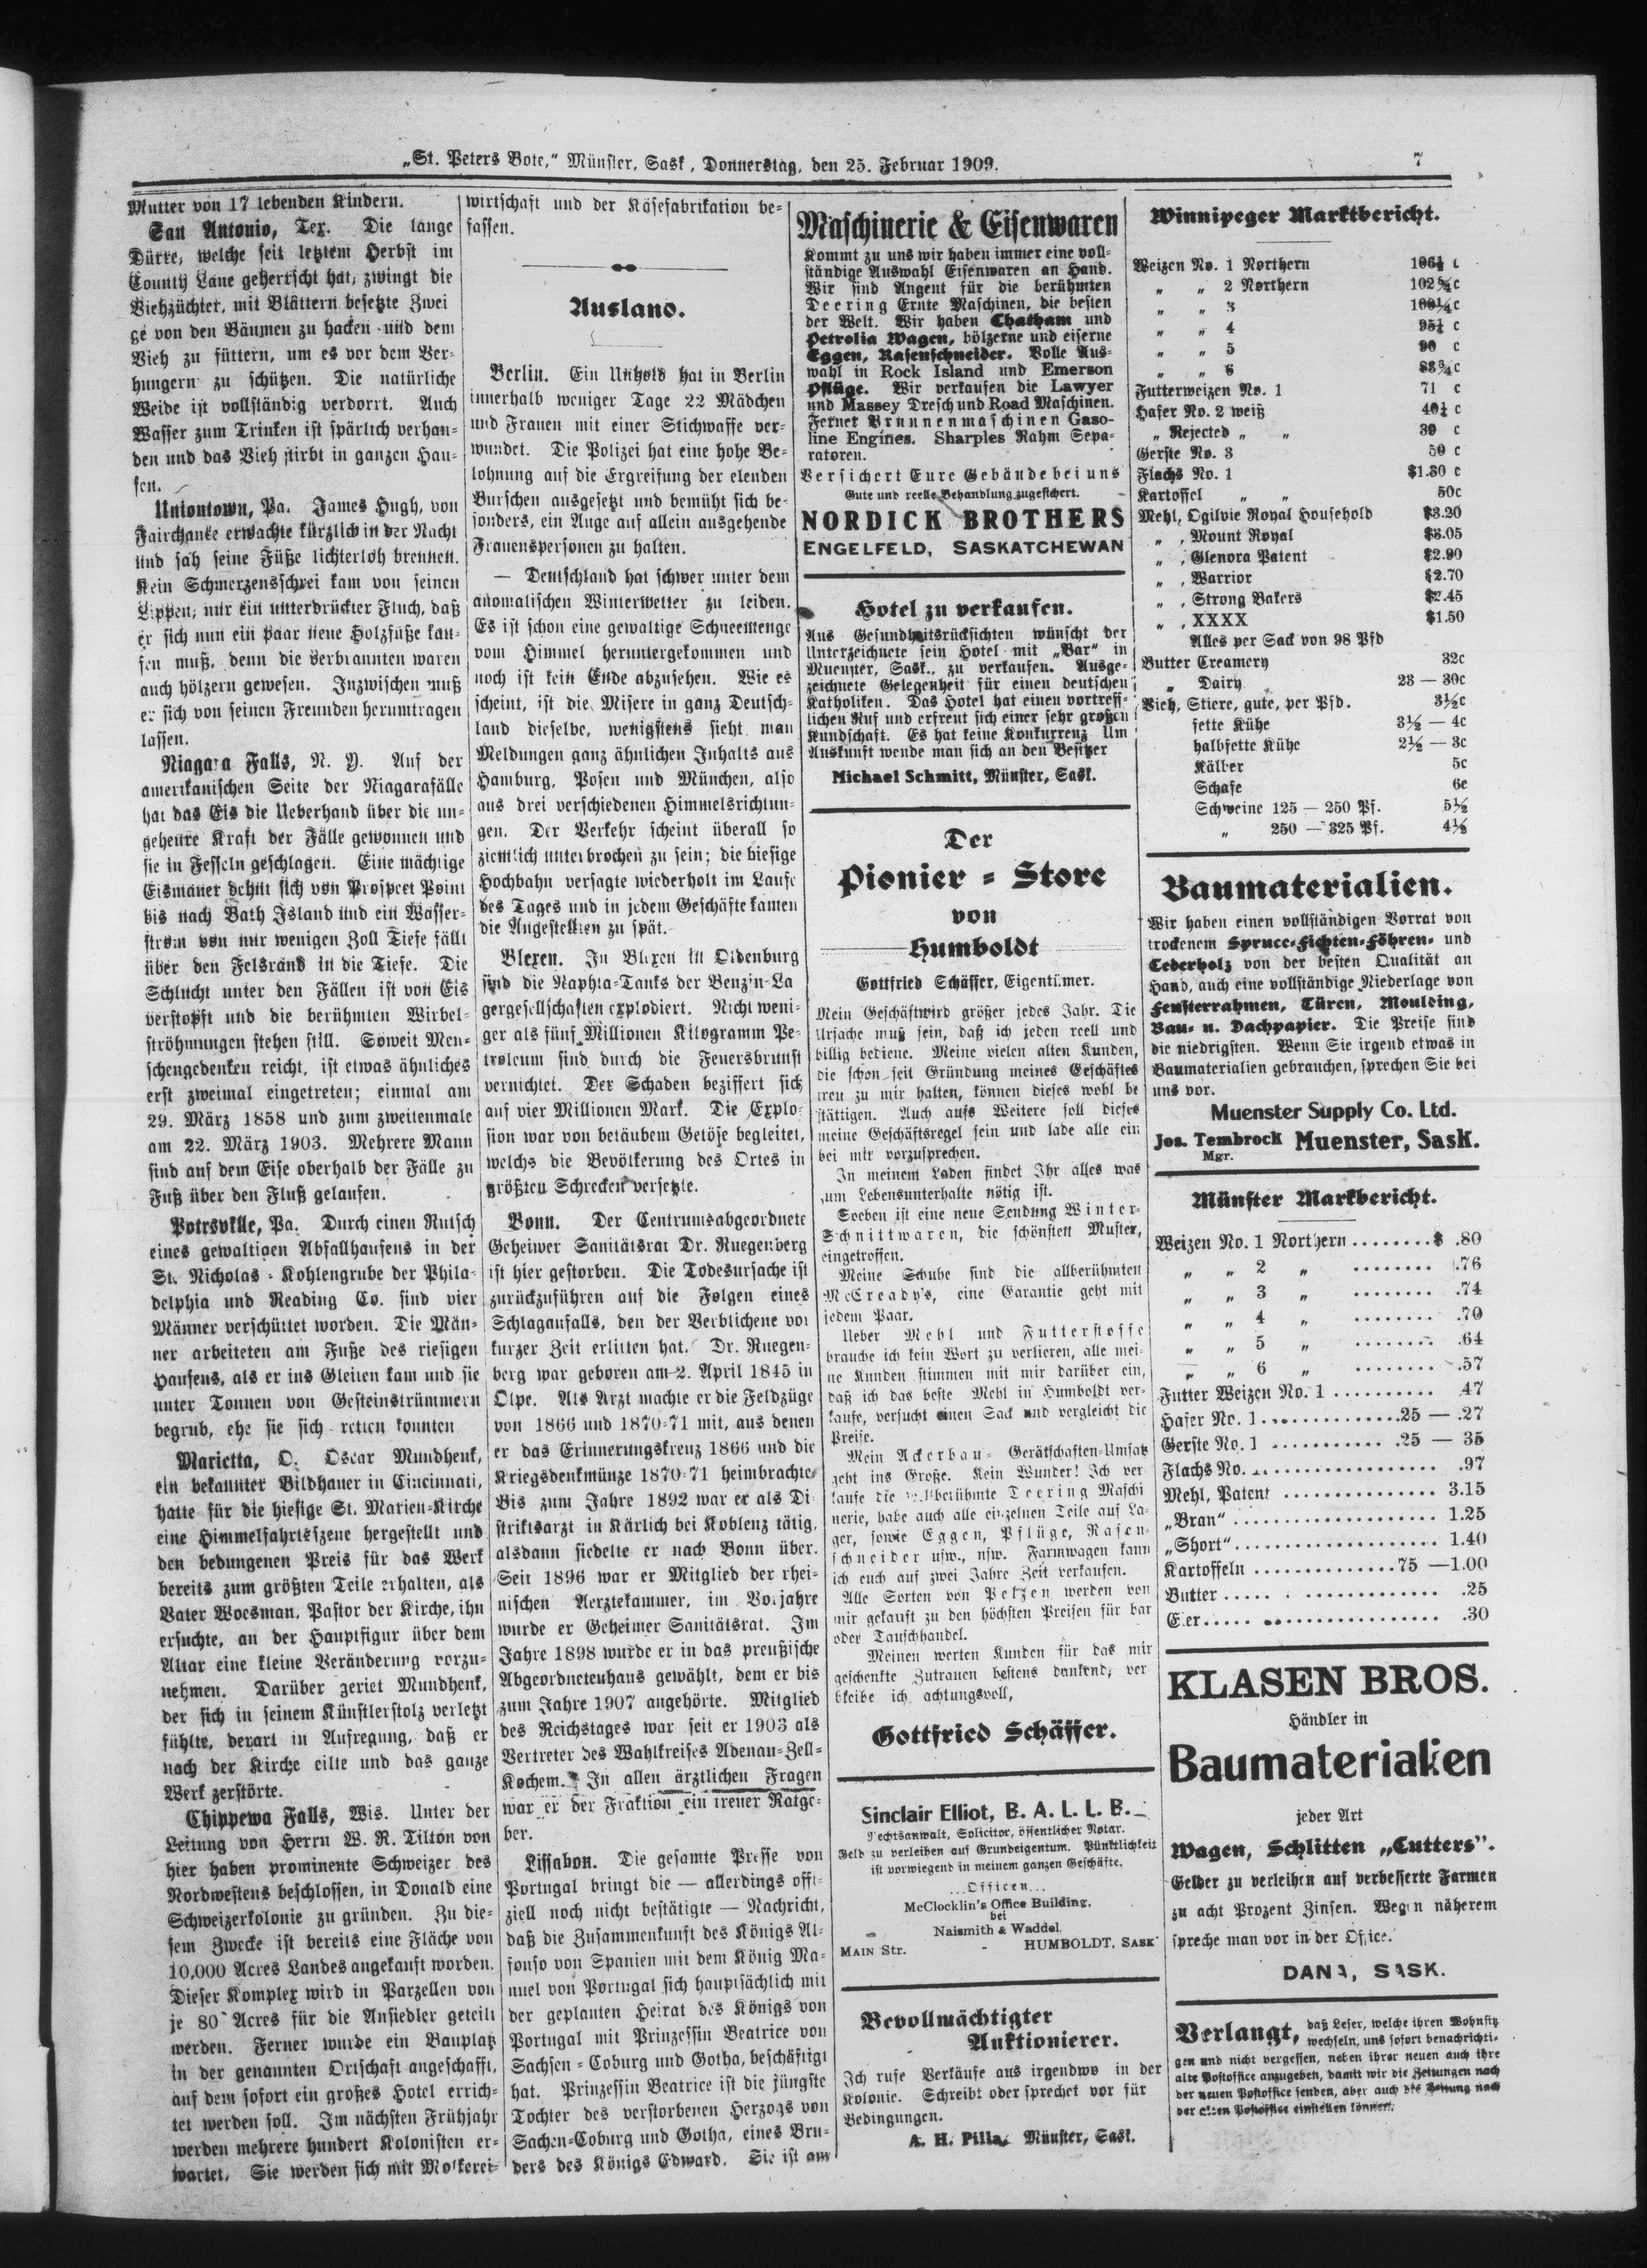 „St. Peters Bote,“ Münster, Sask., Donnerstag, den 25. Februar 1909.
7
Mutter von 17 lebenden Kindern.
San Antonio, Tex. Die lange
Dürre, welche seit letztem Herbst im
County Lane geherrscht hat, zwingt die
Viehzüchter, mit Blättern besetzte Zwei
ge von den Bäumen zu hacken und dem
Vieh zu füttern, um es vor dem Ver-
hungern zu schützen. Die natürliche
Weide ist vollständig verdorrt. Auch
Wasser zum Trinken ist spärlich verhan-
den und das Vieh stirbt in ganzen Hau-
fen.
Uniontown, Pa. James Hugh, von
Fairchance erwachte kürzlich in der Nacht
und sah seine Füße lichterloh brennen.
Kein Schmerzensschrei kam von seinen
Lippen, nur ein unterdrückter Fluch, daß
er sich nun ein paar neue Holzfüße kau-
fen muß, denn die verbrannten waren
auch hölzern gewesen. Inzwischen muß
er sich von seinen Freunden herumtragen
lassen.
Niagara Falls, N. Y. Auf der
amerikanischen Seite der Niagarafälle
hat das Eis die Ueberhand über die un-
geheure Kraft der Fälle gewonnen und
sie in Fesseln geschlagen. Eine mächtige
Eismauer dehnt sich von Prospect Point
bis nach Bath Island und ein Wasser-
strom von nur wenigen Zoll Tiefe fällt
über den Felsrand in die Tiefe. Die
Schlucht unter den Fällen ist von Eis
verstopft und die berühmten Wirbel-
ströhmungen stehen still. Soweit Men-
schengedenken reicht, ist etwas ähnliches
erst zweimal eingetreten; einmal am
29. März 1858 und zum zweitenmale
am 22. März 1903. Mehrere Mann
sind auf dem Eise oberhalb der Fälle zu
Fuß über den Fluß gelaufen.
Potrsville, Pa. Durch einen Rutsch
eines gewaltigen Abfallhaufens in der
St. Nicholas-Kohlengrube der Phila-
delphia und Reading Co. sind vier
Männer verschüttet worden. Die Män-
ner arbeiteten am Fuße des riesigen
Haufens, als er ins Gleiten kam und sie
unter Tonnen von Gesteinstrümmern
begrub, ehe sie sich retten konnten
Marietta, O. Oscar Mundhenk,
ein bekannter Bildhauer in Cincinnati,
hatte für die hiesige St. Marien-Kirche
eine Himmelfahrtsszene hergestellt und
den bedungenen Preis für das Werk
bereits zum größten Teile erhalten, als
Vater Woesman, Pastor der Kirche, ihn
ersuchte, an der Hauptfigur über dem
Altar eine kleine Veränderung vorzu-
nehmen. Darüber geriet Mundhenk,
der sich in seinem Künstlerstolz verletzt
fühlte, derart in Aufregung, daß er
nach der Kirche eilte und das ganze
Werk zerstörte.
Chippewa Falls, Wis. Unter der
Leitung von Herrn W. R. Tilton von
hier haben prominente Schweizer des
Nordwestens beschlossen, in Donald eine
Schweizerkolonie zu gründen. Zu die-
sem Zwecke ist bereits eine Fläche von
10,000 Acres Landes angekauft worden.
Dieser Komplex wird in Parzellen von
je 80 Acres für die Ansiedler geteilt
werden. Ferner wurde ein Bauplatz
in der genannten Ortschaft angeschafft,
auf dem sofort ein großes Hotel errich-
tet werden soll. Im nächsten Frühjahr
werden mehrere hundert Kolonisten er-
wartet. Sie werden sich mit Molkerei-
wirtschaft und der Käsefabrikation be-
fassen.
Ausland.
Berlin. Ein Unhold hat in Berlin
innerhalb weniger Tage 22 Mädchen
und Frauen mit einer Stichwaffe ver-
wundet. Die Polizei hat eine hohe Be-
lohnung auf die Ergreifung der elenden
Burschen ausgesetzt und bemüht sich be-
sonders, ein Auge auf allein ausgehende
Frauenspersonen zu halten.
— Deutschland hat schwer unter dem
anomalischen Winterwetter zu leiden.
Es ist schon eine gewaltige Schneemenge
vom Himmel heruntergekommen und
noch ist kein Ende abzusehen. Wie es
scheint, ist die Misere in ganz Deutsch-
land dieselbe, wenigstens sieht man
Meldungen ganz ähnlichen Inhalts aus
Hamburg, Posen und München, also
aus drei verschiedenen Himmelsrichtun-
gen. Der Verkehr scheint überall so
ziemlich unterbrochen zu sein; die hiesige
Hochbahn versagte wiederholt im Laufe
des Tages und in jedem Geschäfte kamen
die Angestellten zu spät.
Blexen. In Blexen in Oldenburg
sind die Naphta-Tanks der Benzin-La
gergesellschaften explodiert. Nicht weni-
ger als fünf Millionen Kilogramm Pe-
troleum sind durch die Feuersbrunst
vernichtet. Der Schaden beziffert sich
auf vier Millionen Mark. Die Explo-
sion war von betäubem Getöse begleitet,
welchs die Bevölkerung des Ortes in
größten Schrecken versetzte.
Bonn. Der Centrumsabgeordnete
Geheimer Sanitätsrat Dr. Ruegenberg
ist hier gestorben. Die Todesursache ist
zurückzuführen auf die Folgen eines
Schlaganfalls, den der Verblichene vor
kurzer Zeit erlitten hat. Dr. Ruegen-
berg war geboren am 2. April 1845 in
Olpe. Als Arzt machte er die Feldzüge
von 1866 und 1870-71 mit, aus denen
er das Erinnerungskreuz 1866 und die
Kriegsdenkmünze 1870-71 heimbrachte.
Bis zum Jahre 1892 war er als Di-
striktsarzt in Kärlich bei Koblenz tätig,
alsdann siedelte er nach Bonn über.
Seit 1896 war er Mitglied der rhei-
nischen Aerztekammer, im Vorjahre
wurde er Geheimer Sanitätsrat. Im
Jahre 1898 wurde er in das preußische
Abgeordnetenhaus gewählt, dem er bis
zum Jahre 1907 angehörte. Mitglied
des Reichstages war seit er 1903 als
Vertreter des Wahlkreises Adenau-Zell-
Kochem. In allen ärztlichen Fragen
war er der Fraktion ein treuer Ratge-
ber.
Lissabon. Die gesamte Presse von
Portugal bringt die — allerdings offi-
ziell noch nicht bestätigte — Nachricht,
daß die Zusammenkunft des Königs Al-
fonso von Spanien mit dem König Ma-
nuel von Portugal sich hauptsächlich mit
der geplanten Heirat des Königs von
Portugal mit Prinzessin Beatrice von
Sachsen-Coburg und Gotha, beschäftigt
hat. Prinzessin Beatrice ist die jüngste
Tochter des verstorbenen Herzogs von
Sachen-Coburg und Gotha, eines Bru-
ders des Königs Edward. Sie ist am
Maschinerie & Eisenwaren
Kommt zu uns wir haben immer eine voll-
ständige Auswahl Eisenwaren an Hand.
Wir sind Angent für die berühmten
Deering Ernte Maschinen, die besten
der Welt. Wir haben Chatham und
Petrolia Wagen, hölzerne und eiserne
Eggen, Rasenschneider. Volle Aus-
wahl in Rock Island und Emerson
Pflüge. Wir verkaufen die Lawyer
und Massey Dresch und Road Maschinen.
Ferner Brunnenmaschinen Gaso-
line Engines. Sharples Rahm Sepa-
ratoren.
Versichert Eure Gebäude bei uns
Gute und reelle Behandlung zugesichert.
NORDICK BROTHERS
ENGELFELD, SASKATCHEWAN
Hotel zu verkaufen.
Aus Gesundheitsrücksichten wünscht der
Unterzeichnete sein Hotel mit „Bar“ in
Muenster, Sask., zu verkaufen. Ausge-
zeichnete Gelegenheit für einen deutschen
Katholiken. Das Hotel hat einen vortreff-
lichen Ruf und erfreut sich einer sehr großen
Kundschaft. Es hat keine Konkurrenz Um
Auskunft wende man sich an den Besitzer
Michael Schmitt, Münster, Sask.
Der
Pionier - Store
von
Humboldt
Gottfried Schäffer, Eigentümer.
Mein Geschäftwird größer jedes Jahr. Die
Ursache muß sein, daß ich jeden reell und
billig bediene. Meine vielen alten Kunden,
die schon seit Gründung meines Geschäftes
treu zu mir halten, können dieses wohl be
stättigen. Auch aufs Weitere soll dieses
meine Geschäftsregel sein und lade alle ein
bei mir vorzusprechen.
In meinem Laden findet Ihr alles was
zum Lebensunterhalte nötig ist.
Soeben ist eine neue Sendung Winter-
Schnittwaren, die schönsten Muster,
eingetroffen.
Meine Schuhe sind die allberühmten
McCready's, eine Garantie geht mit
jedem Paar.
Ueber Mehl und Futterstoffe
brauche ich kein Wort zu verlieren, alle mei-
ne Kunden stimmen mit mir darüber ein,
daß ich das beste Mehl in Humboldt ver-
kaufe, versucht einen Sack und vergleicht die
Preise.
Mein Ackerbau-Gerätschaften-Umsatz
geht ins Große. Kein Wunder! Ich ver
kaufe die weltberühmte Deering Maschi
nerie, habe auch alle einzelnen Teile auf La-
ger, sowie Eggen, Pflüge, Rasen-
schneider usw., usw. Farmwagen kann
ich euch auf zwei Jahre Zeit verkaufen.
Alle Sorten von Pelzen werden von
mir gekauft zu den höchsten Preisen für bar
oder Tauschhandel.
Meinen werten Kunden für das mir
geschenkte Zutrauen bestens dankend, ver
bleibe ich achtungsvoll,
Gottfried Schäffer.
Sinclair Elliot, B. A. L. L. B.
Rechtsanwalt, Solicitor, öffentlicher Notar.
Geld zu verleihen auf Grundeigentum. Pünktlichkeit
ist vorwiegend in meinem ganzen Geschäfte.
...Officen...
McClocklin's Office Building.
bei
Naismith & Waddel.
MAIN Str. - HUMBOLDT, SASK
Bevollmächtigter
Auktionierer.
Ich rufe Verkäufe aus irgendwo in der
Kolonie. Schreibt oder sprechet vor für
Bedingungen.
A. H. Pilla, Münster, Sask.
Winnipeger Marktbericht.
Weizen No. 1 Northern 106½ c
„ „ 2 Northern 102¾c
„ „ 3 100¼c
„ „ 4 95½ c
„ „ 5 90 c
„ „ 6 83¾c
Futterweizen No. 1 71 c
Hafer No. 2 weiß 40½ c
„ Rejected „ „ 39 c
Gerste No. 3 50 c
Flachs No. 1 $1.30 c
Kartoffel „ „ 50c
Mehl, Ogilvie Royal Household $3.20
„ , Mount Royal $3.05
„ , Glenora Patent $2.90
„ , Warrior $2.70
„ , Strong Bakers $2.45
„ , XXXX $1.50
Alles per Sack von 98 Pfd
Butter Creamery 32c
„ Dairy 23 — 30c
Vieh, Stiere, gute, per Pfd. 3½c
fette Kühe 3½ — 4c
halbfette Kühe 2½ — 3c
Kälber 5c
Schafe 6c
Schweine 125 — 250 Pf. 5½
„ 250 — 325 Pf. 4½
Baumaterialien.
Wir haben einen vollständigen Vorrat von
trockenem Spruce-Fichten-Föhren- und
Cederholz von der besten Qualität an
Hand, auch eine vollständige Niederlage von
Fensterrahmen, Türen, Moulding,
Bau- u. Dachpapier. Die Preise sind
die niedrigsten. Wenn Sie irgend etwas in
Baumaterialien gebrauchen, sprechen Sie bei
uns vor.
Muenster Supply Co. Ltd.
Jos. Tembrock Muenster, Sask.
Mgr.
Münster Markbericht.
Weizen No. 1 Northern ........$ .80
„ „ 2 „ ........ .76
„ „ 3 „ ........ .74
„ „ 4 „ ........ .70
„ „ 5 „ ........ .64
„ „ 6 „ ........ .57
Futter Weizen No. 1 .......... .47
Hafer No. 1..............25 — .27
Gerste No. 1 ........... .25 — 35
Flachs No. .................. .97
Mehl, Patent ............... 3.15
„Bran“ .................... 1.25
„Short“.................... 1.40
Kartoffeln ..............75 —1.00
Butter..... . ............. .25
Eier..... ................. .30
KLASEN BROS.
Händler in
Baumaterialien
jeder Art
Wagen, Schlitten „Cutters“.
Gelder zu verleihen auf verbesserte Farmen
zu acht Prozent Zinsen. Wegen näherem
spreche man vor in der Office.
DANA, SASK.
Verlangt, daß Leser, welche ihren Wohnsitz
wechseln, uns sofort benachrichti-
gen und nicht vergessen, neben ihrer neuen auch ihre
alte Postoffice anzugeben, damit wir die Zeitungen nach
der neuen Postoffice senden, aber auch die Zeitung nach
der alten Postoffice einstellen können.